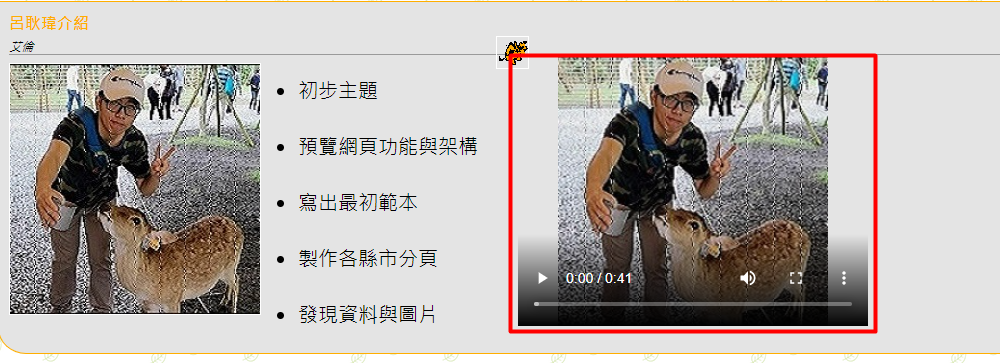 呂耿瑋介紹
艾倫
初步主題
預覽網頁功能與架構
寫出最初範本
製作各縣市分頁
發現資料與圖片
0:00 / 0:41